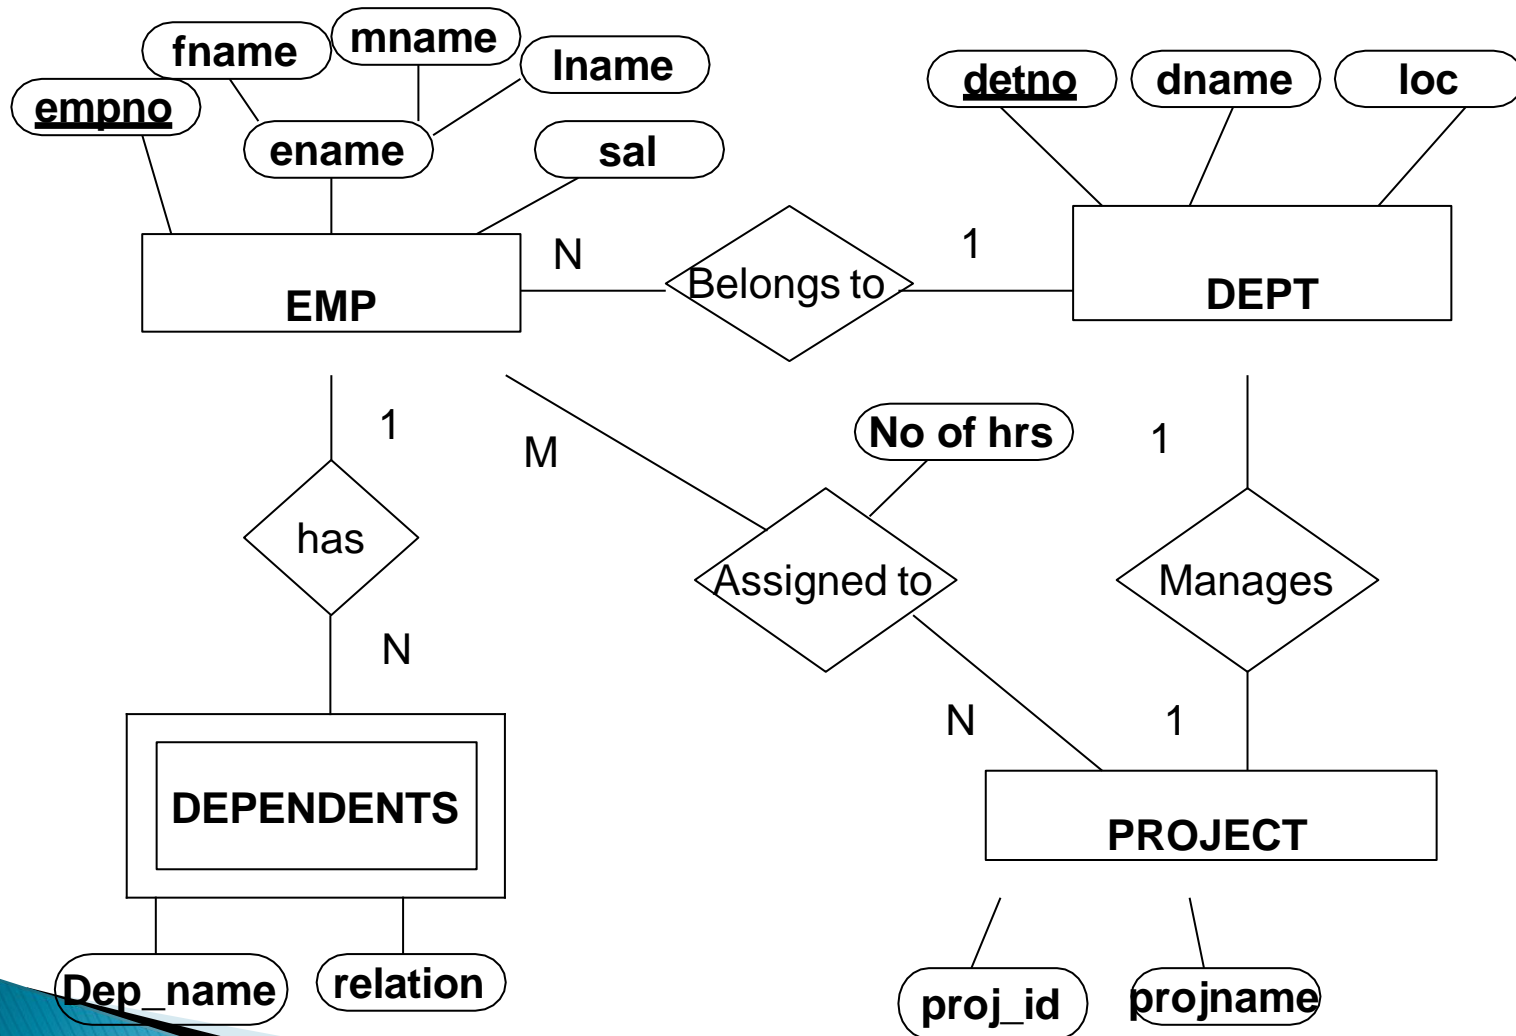 fname
mname
lname
empno
ename
sal
detno
dname
loc
EMP
N
Belongs to
1
DEPT
1
M
No of hrs
1
has
Assigned to
Manages
N
N
1
DEPENDENTS
PROJECT
Dep_name
relation
proj_id
projname